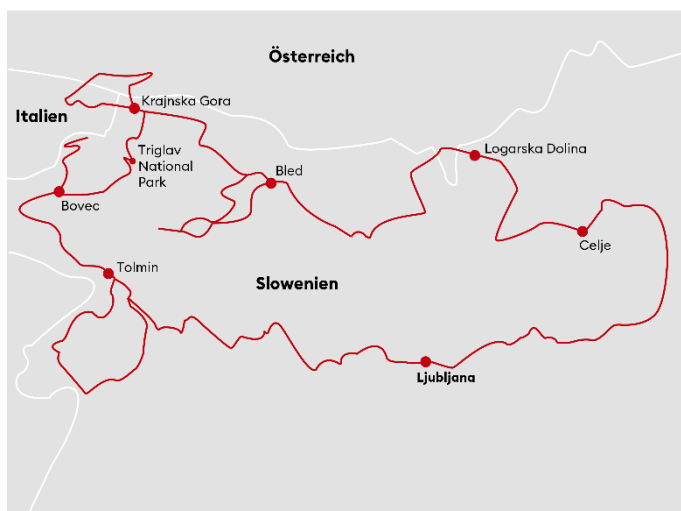 Österreich
Italien
Krajnska Gora
Triglav
National
Park
Logarska Dolina
Bled
Bovec
Celje
Tolmin
Slowenien
Ljubljana